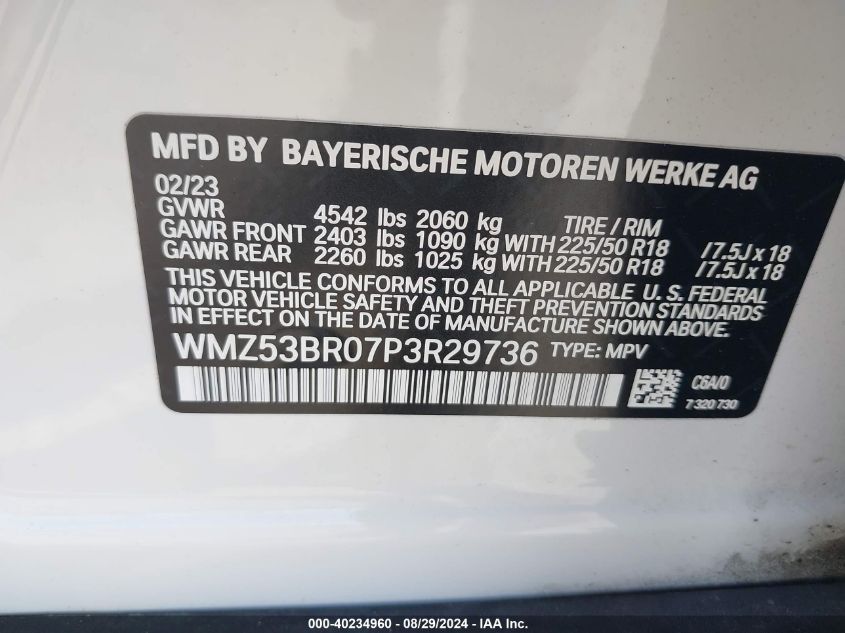 MFD BY BAYERISCHE MOTOREN WERKE AG
02/23
GVWR 4542 lbs 2060 kg TIRE / RIM
GAWR FRONT 2403 lbs 1090 kg WITH 225/50 R18 /7.5J x 18
GAWR REAR 2260 lbs 1025 kg WITH 225/50 R18 /7.5J x 18
THIS VEHICLE CONFORMS TO ALL APPLICABLE U. S. FEDERAL
MOTOR VEHICLE SAFETY AND THEFT PREVENTION STANDARDS
IN EFFECT ON THE DATE OF MANUFACTURE SHOWN ABOVE.
WMZ53BR07P3R29736 TYPE: MPV
C6A/0
7 320 730
000-40234960 - 08/29/2024 - IAA Inc.